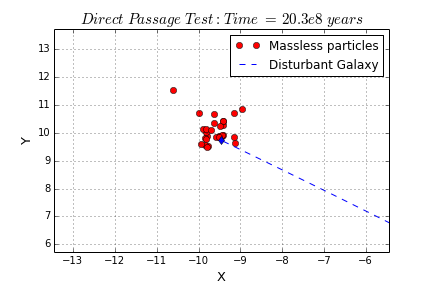 Direct Passage Test : Time = 20.3e8 years
Massless particles
Disturbant Galaxy
13
12
11
10
9
8
7
6
Y
−13 −12 −11 −10 −9 −8 −7 −6
X